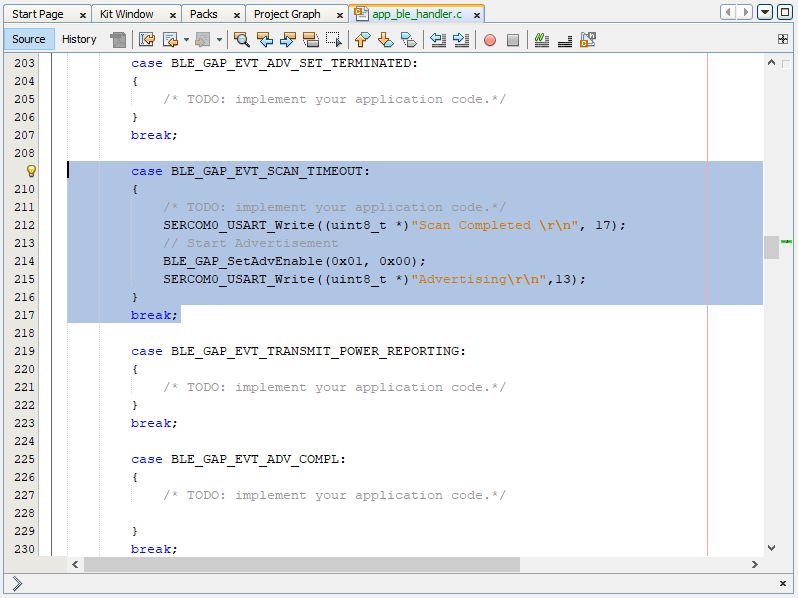 Start Page x Kit Window x Packs x Project Graph x app_ble_handler.c x
Source History
203 case BLE_GAP_EVT_ADV_SET_TERMINATED:
204 {
205 /* TODO: implement your application code.*/
206 }
207 break;
208
case BLE_GAP_EVT_SCAN_TIMEOUT:
210 {
211 /* TODO: implement your application code.*/
212 SERCOM0_USART_Write((uint8_t *)"Scan Completed \r\n", 17);
213 // Start Advertisement
214 BLE_GAP_SetAdvEnable(0x01, 0x00);
215 SERCOM0_USART_Write((uint8_t *)"Advertising\r\n",13);
216 }
217 break;
218
219 case BLE_GAP_EVT_TRANSMIT_POWER_REPORTING:
220 {
221 /* TODO: implement your application code.*/
222 }
223 break;
224
225 case BLE_GAP_EVT_ADV_COMPL:
226 {
227 /* TODO: implement your application code.*/
228
229 }
230 break;